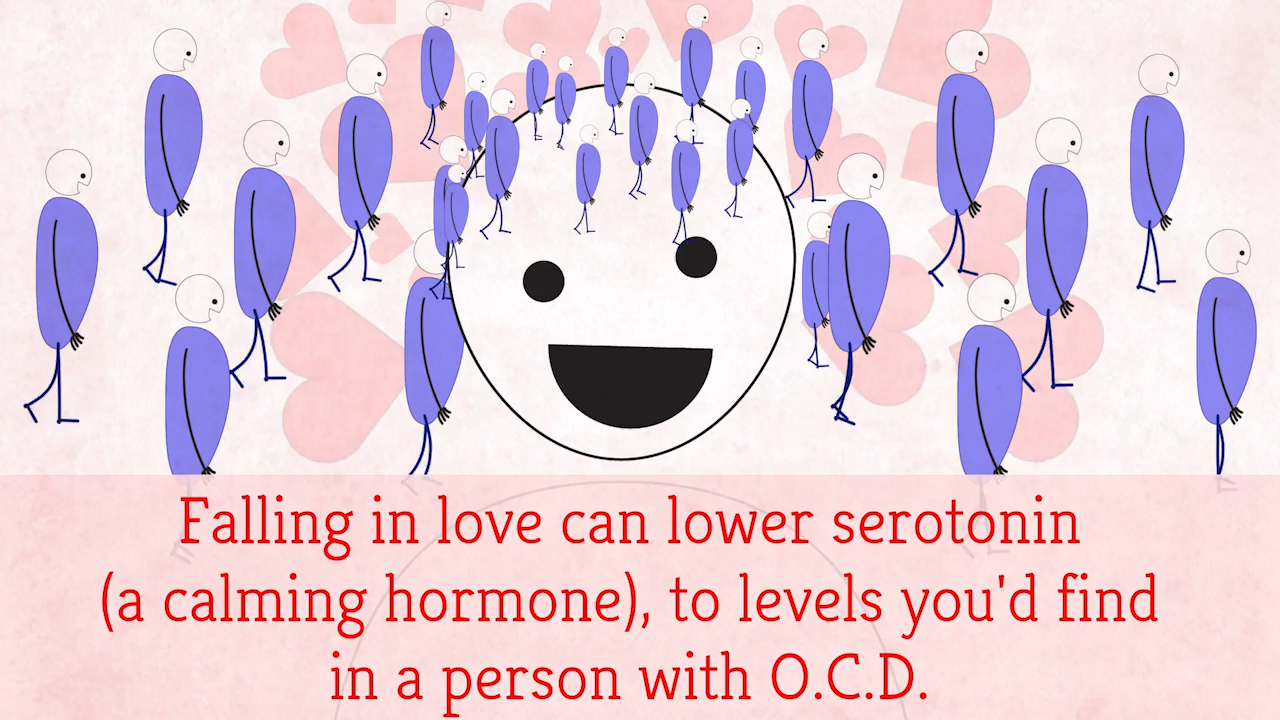 Falling in love can lower serotonin
(a calming hormone), to levels you'd find
in a person with O.C.D.